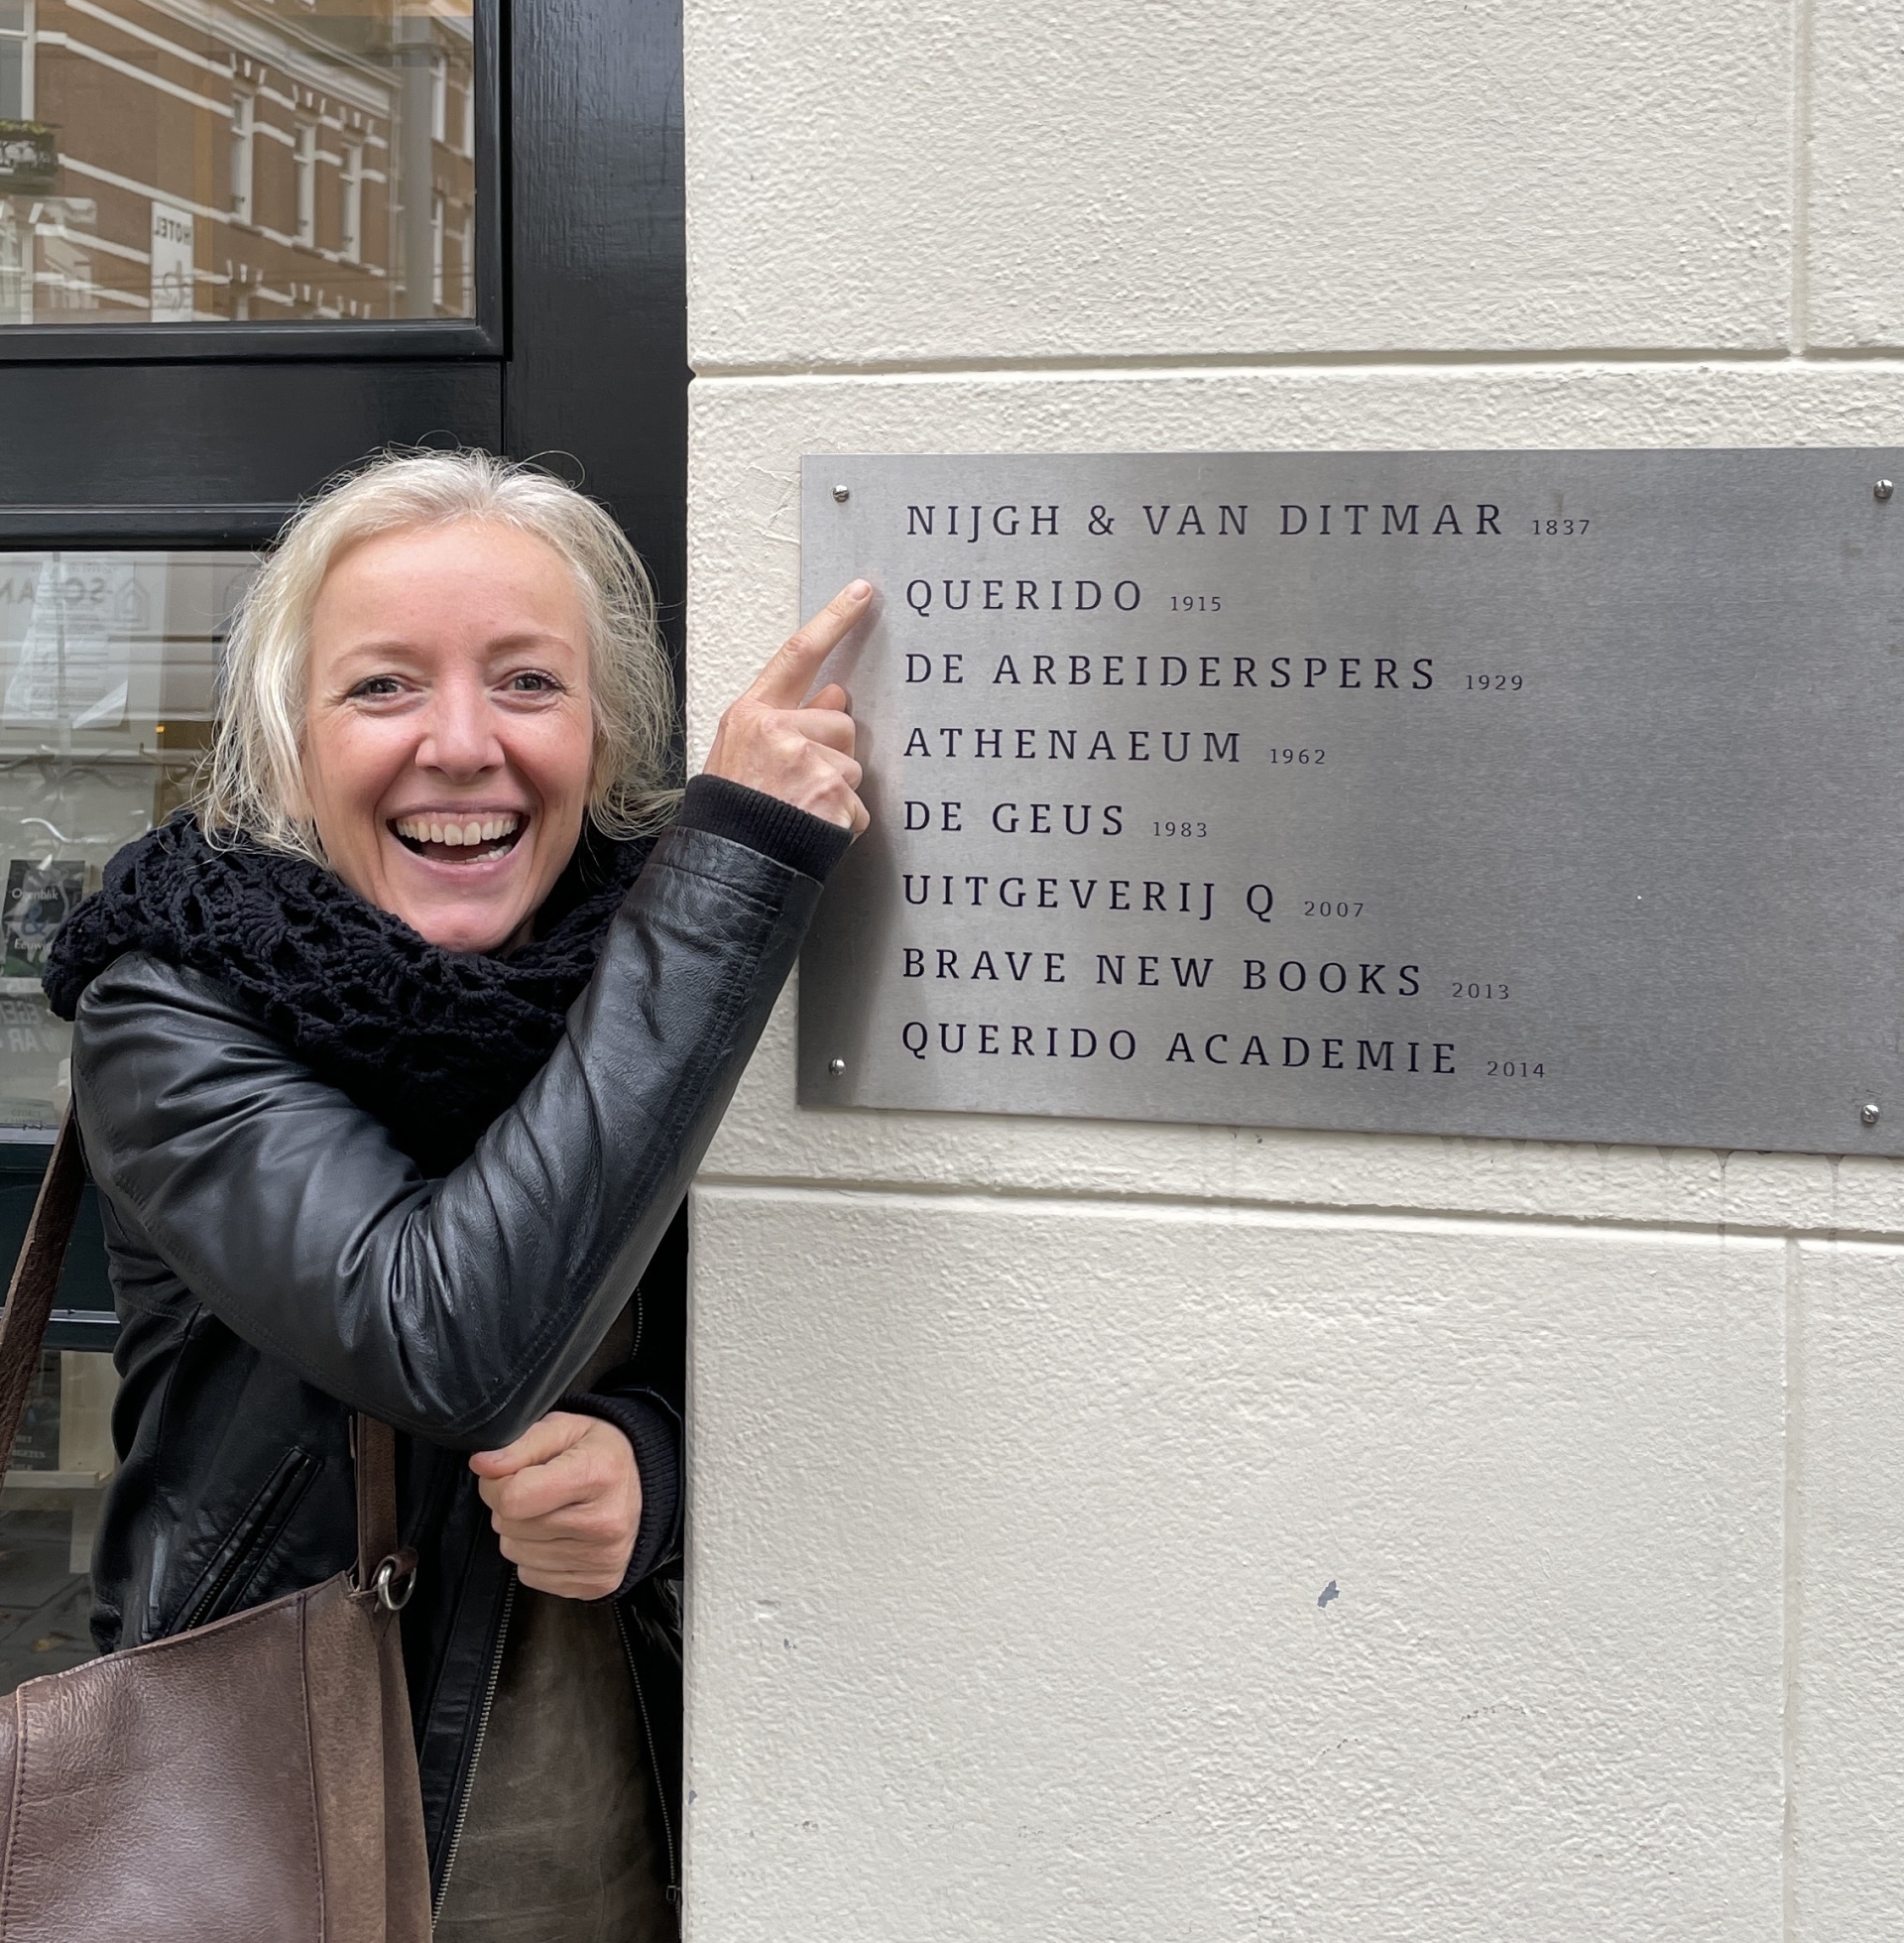 HOTEL
NIJGH & VAN DITMAR 1837
QUERIDO 1915
DE ARBEIDERSPERS 1929
ATHENAEUM 1962
DE GEUS 1983
UITGEVERIJ Q 2007
BRAVE NEW BOOKS 2013
QUERIDO ACADEMIE 2014